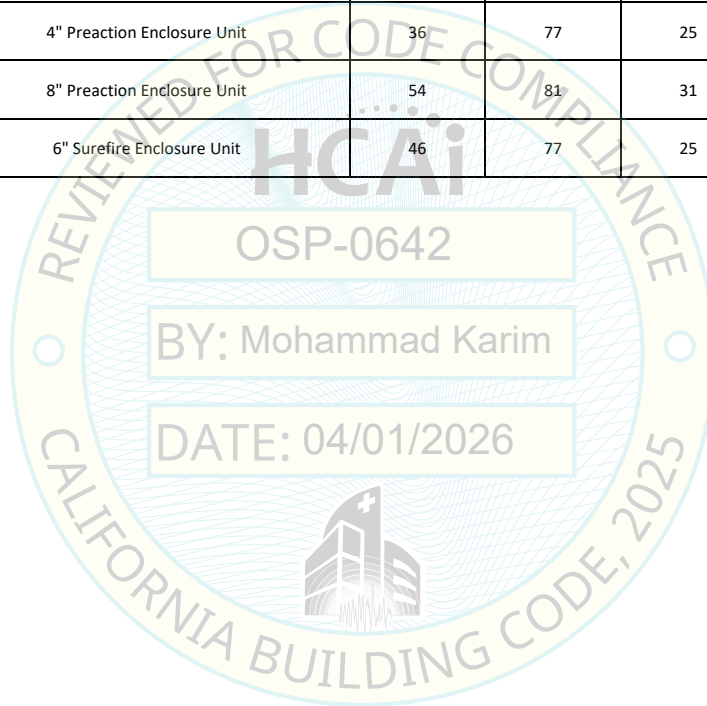 4" Preaction Enclosure Unit 36 77 25
8" Preaction Enclosure Unit 54 81 31
6" Surefire Enclosure Unit 46 77 25
REVIEWED FOR CODE COMPLIANCE
HCAi
OSP-0642
BY: Mohammad Karim
DATE: 04/01/2026
CALIFORNIA BUILDING CODE, 2025